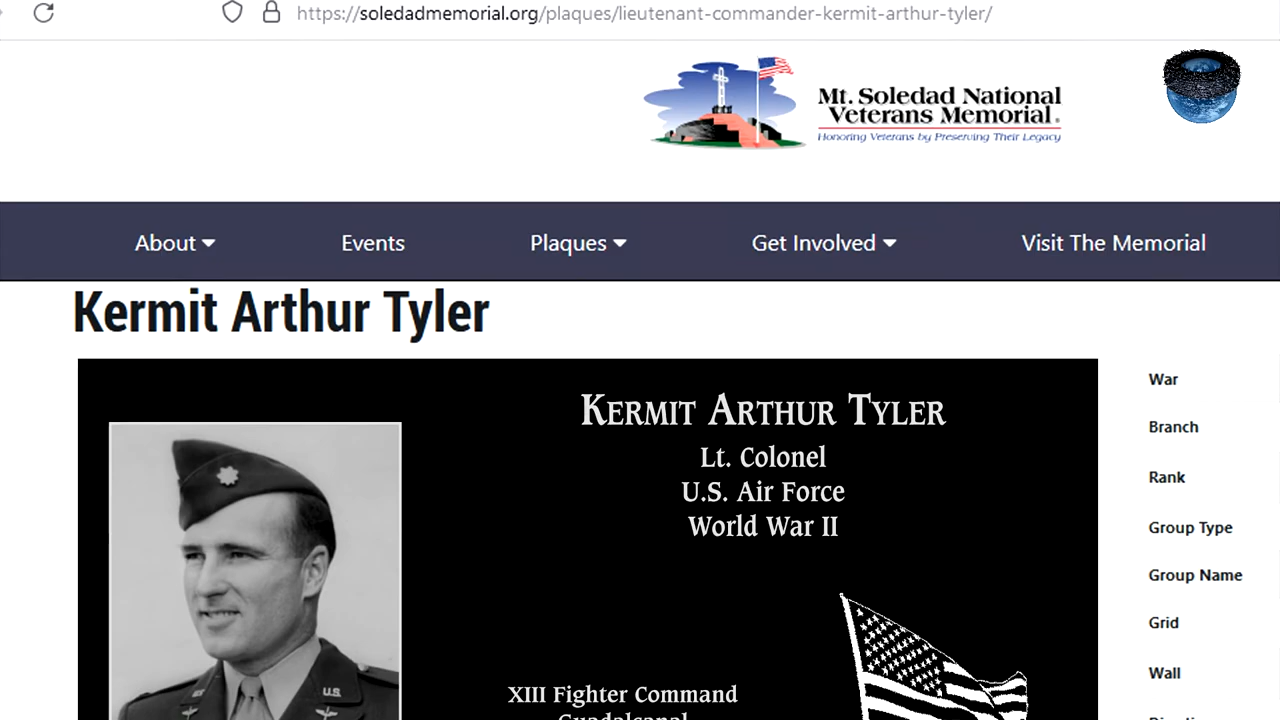 https://soledadmemorial.org/plaques/lieutenant-commander-kermit-arthur-tyler/
Mt. Soledad National
Veterans Memorial®
Honoring Veterans by Preserving Their Legacy
About
Events
Plaques
Get Involved
Visit The Memorial
Kermit Arthur Tyler
KERMIT ARTHUR TYLER
Lt. Colonel
U.S. Air Force
World War II
XIII Fighter Command
Guadalcanal
U.S.
War
Branch
Rank
Group Type
Group Name
Grid
Wall